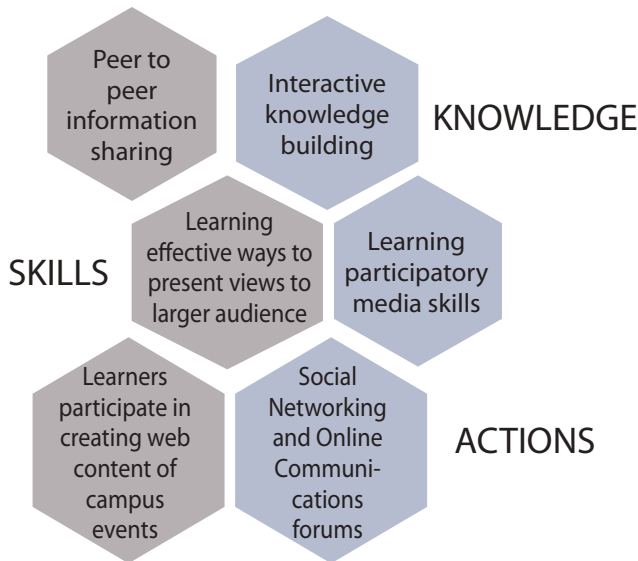 Peer to
peer
information
sharing
Interactive
knowledge
building
KNOWLEDGE
SKILLS
Learning
effective ways to
present views to
larger audience
Learning
participatory
media skills
Learners
participate in
creating web
content of
campus
events
Social
Networking
and Online
Communi-
cations
forums
ACTIONS